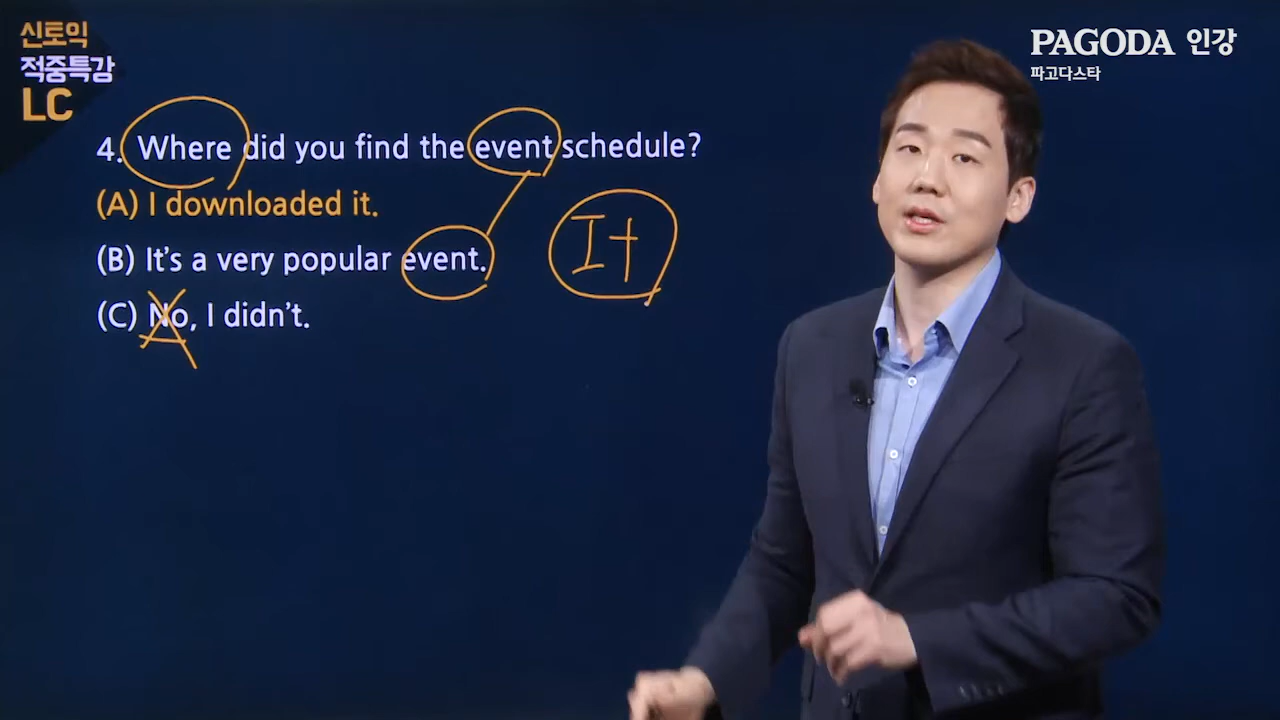 신토익
적중특강
LC
PAGODA 인강
파고다스타
4. Where did you find the event schedule?
(A) I downloaded it.
(B) It's a very popular event.
(C) No, I didn't.
It